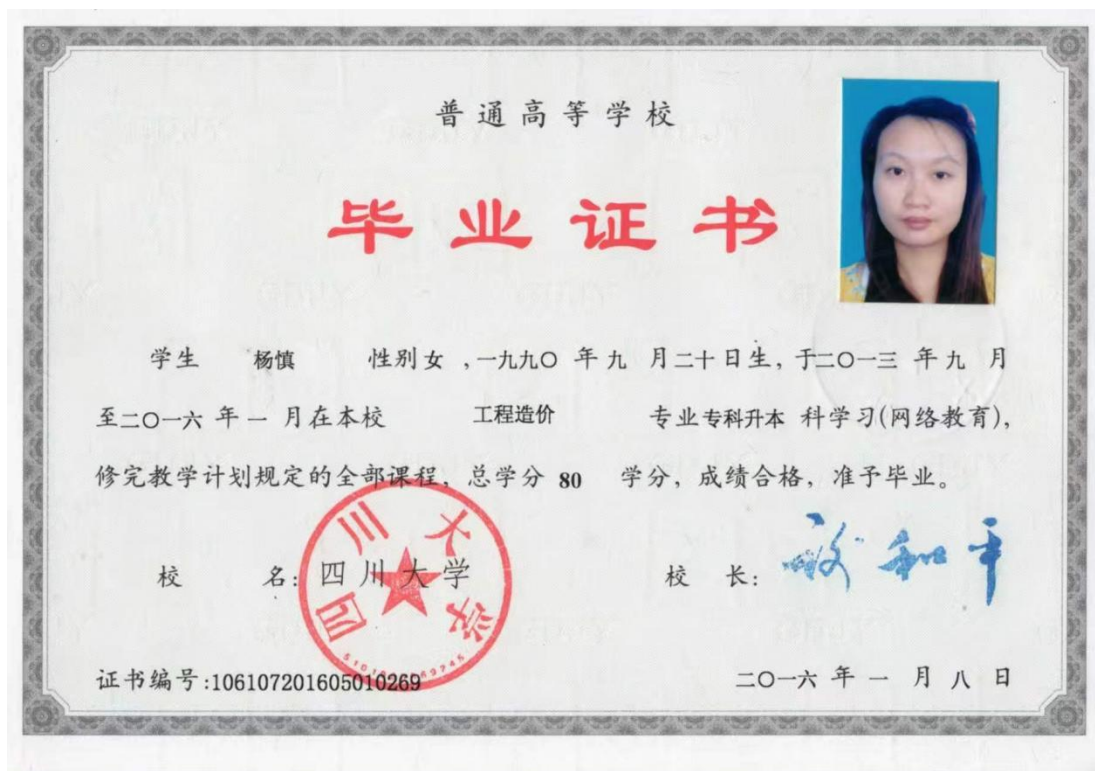 普通高等学校
毕业证书
学生 杨慎 性别女 ,一九九〇 年九 月二十日生, 于二〇一三 年九 月
至二〇一六 年一 月在本校 工程造价 专业专科升本 科学习(网络教育),
修完教学计划规定的全部课程, 总学分 80 学分, 成绩合格, 准予毕业。
四川大学
校 名: 四川大学 校 长:
证书编号:106107201605010269 二〇一六 年 一 月 八 日